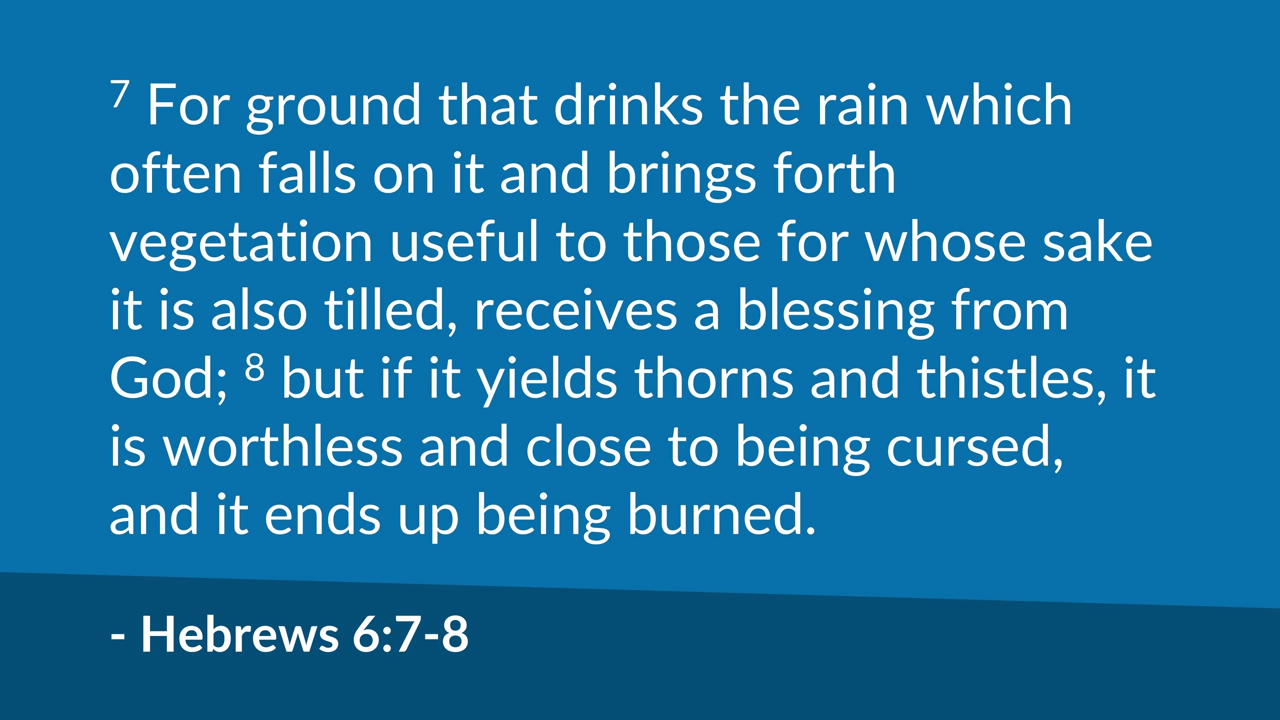 ⁷ For ground that drinks the rain which
often falls on it and brings forth
vegetation useful to those for whose sake
it is also tilled, receives a blessing from
God; ⁸ but if it yields thorns and thistles, it
is worthless and close to being cursed,
and it ends up being burned.
- Hebrews 6:7-8